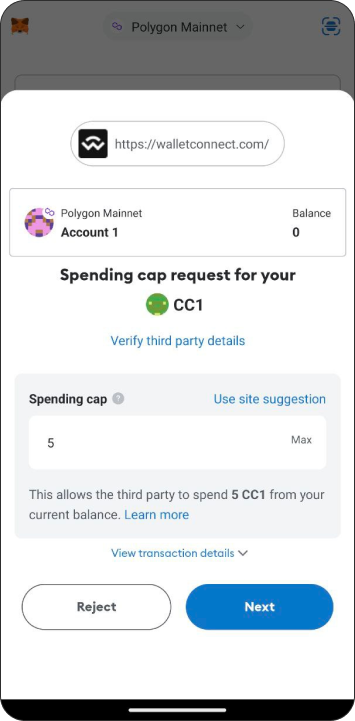 Polygon Mainnet
https://walletconnect.com/
Polygon Mainnet
Account 1
Balance
0
Spending cap request for your
CC1
Verify third party details
Spending cap ?
Use site suggestion
5
Max
This allows the third party to spend 5 CC1 from your
current balance. Learn more
View transaction details
Reject
Next